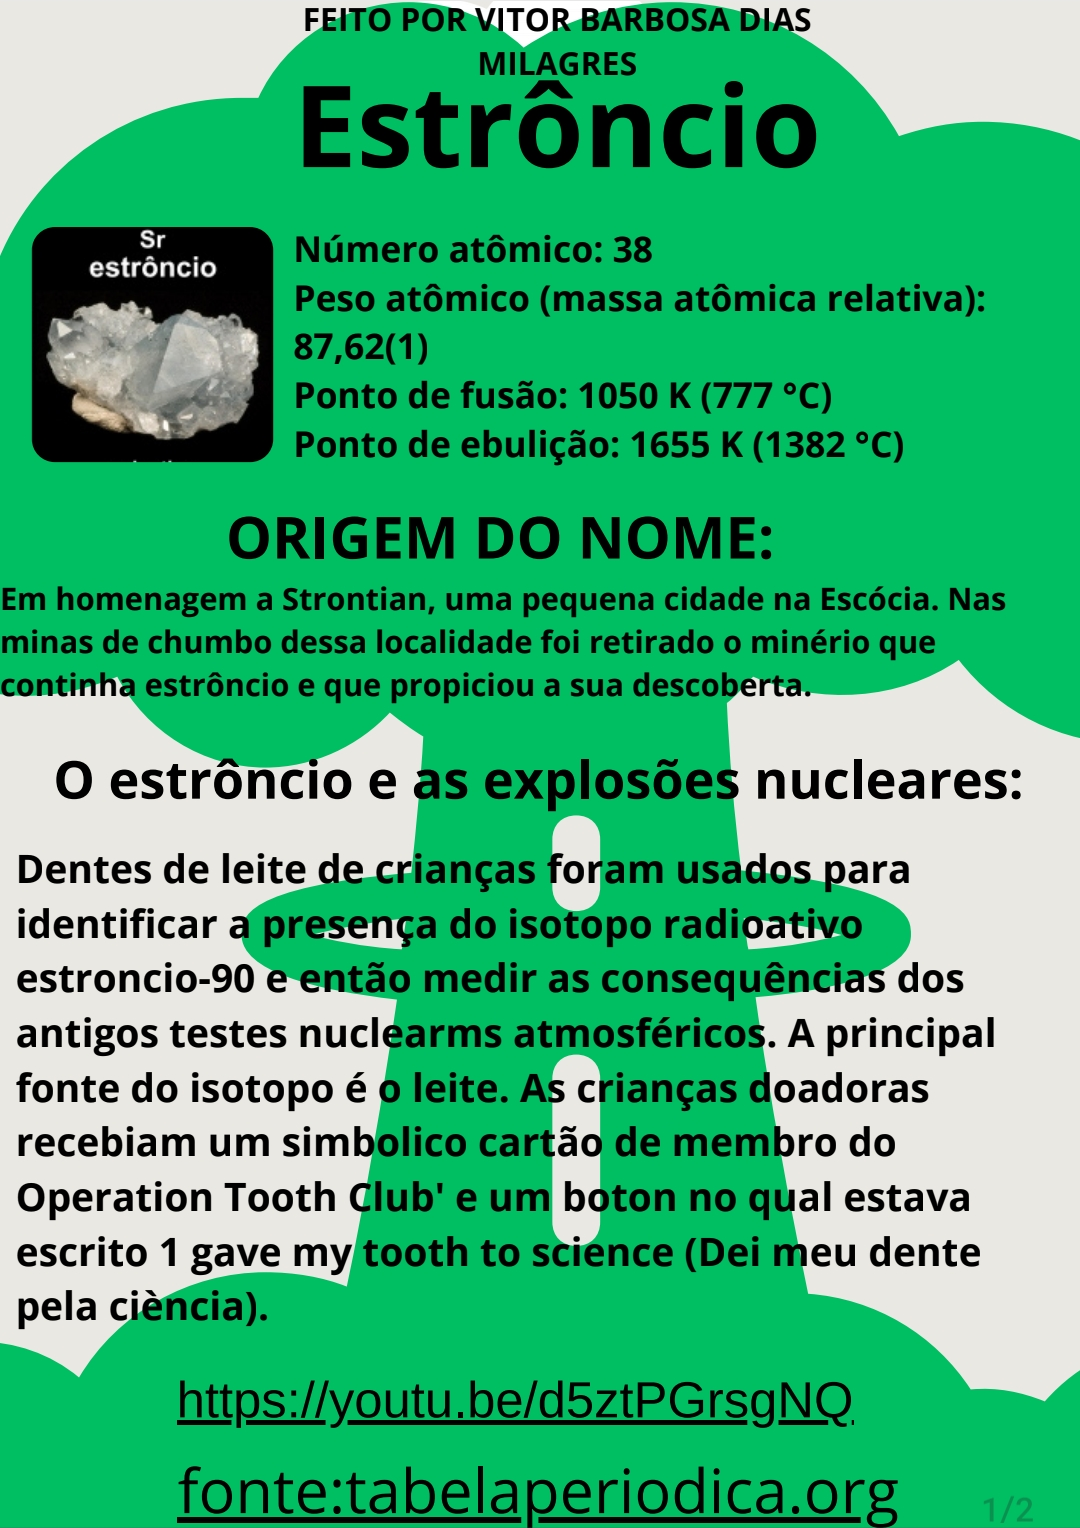 FEITO POR VITOR BARBOSA DIAS
MILAGRES
Estrôncio
Sr
estrôncio
Número atômico: 38
Peso atômico (massa atômica relativa):
87,62(1)
Ponto de fusão: 1050 K (777 °C)
Ponto de ebulição: 1655 K (1382 °C)
ORIGEM DO NOME:
Em homenagem a Strontian, uma pequena cidade na Escócia. Nas
minas de chumbo dessa localidade foi retirado o minério que
continha estrôncio e que propiciou a sua descoberta.
O estrôncio e as explosões nucleares:
Dentes de leite de crianças foram usados para
identificar a presença do isotopo radioativo
estroncio-90 e então medir as consequências dos
antigos testes nuclearms atmosféricos. A principal
fonte do isotopo é o leite. As crianças doadoras
recebiam um simbolico cartão de membro do
Operation Tooth Club' e um boton no qual estava
escrito 1 gave my tooth to science (Dei meu dente
pela ciència).
https://youtu.be/d5ztPGrsgNQ
fonte:tabelaperiodica.org
1/2